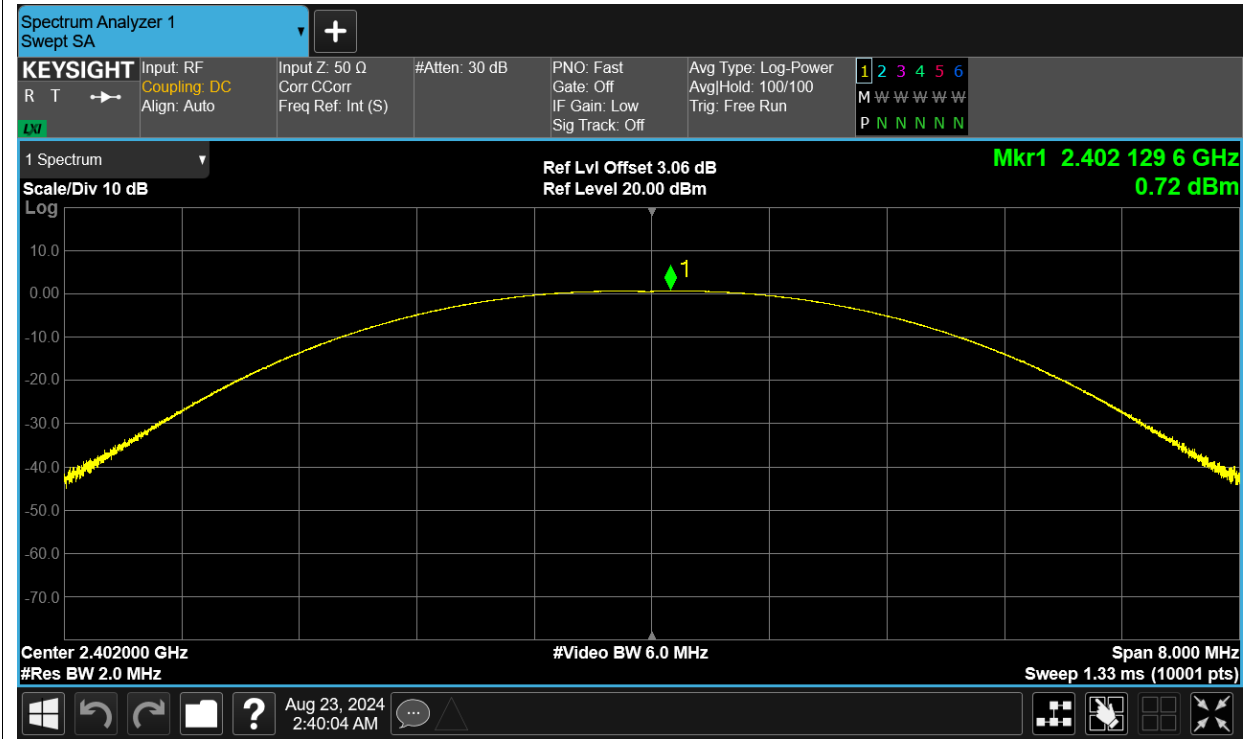 Spectrum Analyzer 1
Swept SA
KEYSIGHT
R T
LXI
Input: RF
Coupling: DC
Align: Auto
Input Z: 50 Ω
Corr CCorr
Freq Ref: Int (S)
#Atten: 30 dB
PNO: Fast
Gate: Off
IF Gain: Low
Sig Track: Off
Avg Type: Log-Power
Avg|Hold: 100/100
Trig: Free Run
1 2 3 4 5 6
M W W W W W
P N N N N N
1 Spectrum
Scale/Div 10 dB
Log
Ref Lvl Offset 3.06 dB
Ref Level 20.00 dBm
Mkr1 2.402 129 6 GHz
0.72 dBm
10.0
1
0.00
-10.0
-20.0
-30.0
-40.0
-50.0
-60.0
-70.0
Center 2.402000 GHz
#Res BW 2.0 MHz
#Video BW 6.0 MHz
Span 8.000 MHz
Sweep 1.33 ms (10001 pts)
?
Aug 23, 2024
2:40:04 AM